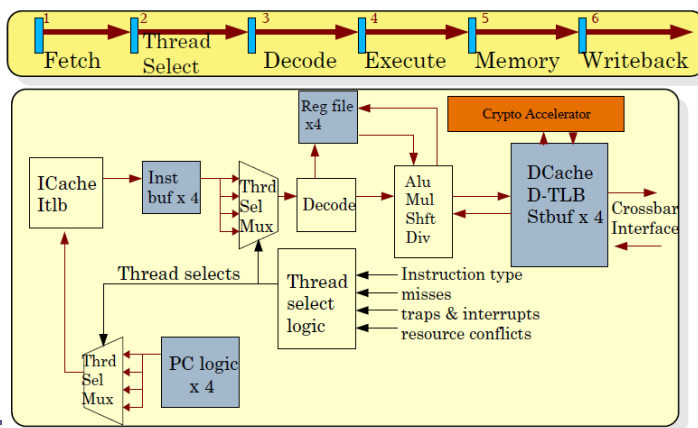 1 2 3 4 5 6
Fetch
Thread
Select
Decode
Execute
Memory
Writeback
Reg file
x4
Crypto Accelerator
ICache
Itlb
Inst
buf x 4
Thrd
Sel
Mux
Decode
Alu
Mul
Shft
Div
DCache
D-TLB
Stbuf x 4
Crossbar
Interface
Thread selects
Thread
select
logic
Instruction type
misses
traps & interrupts
resource conflicts
Thrd
Sel
Mux
PC logic
x 4